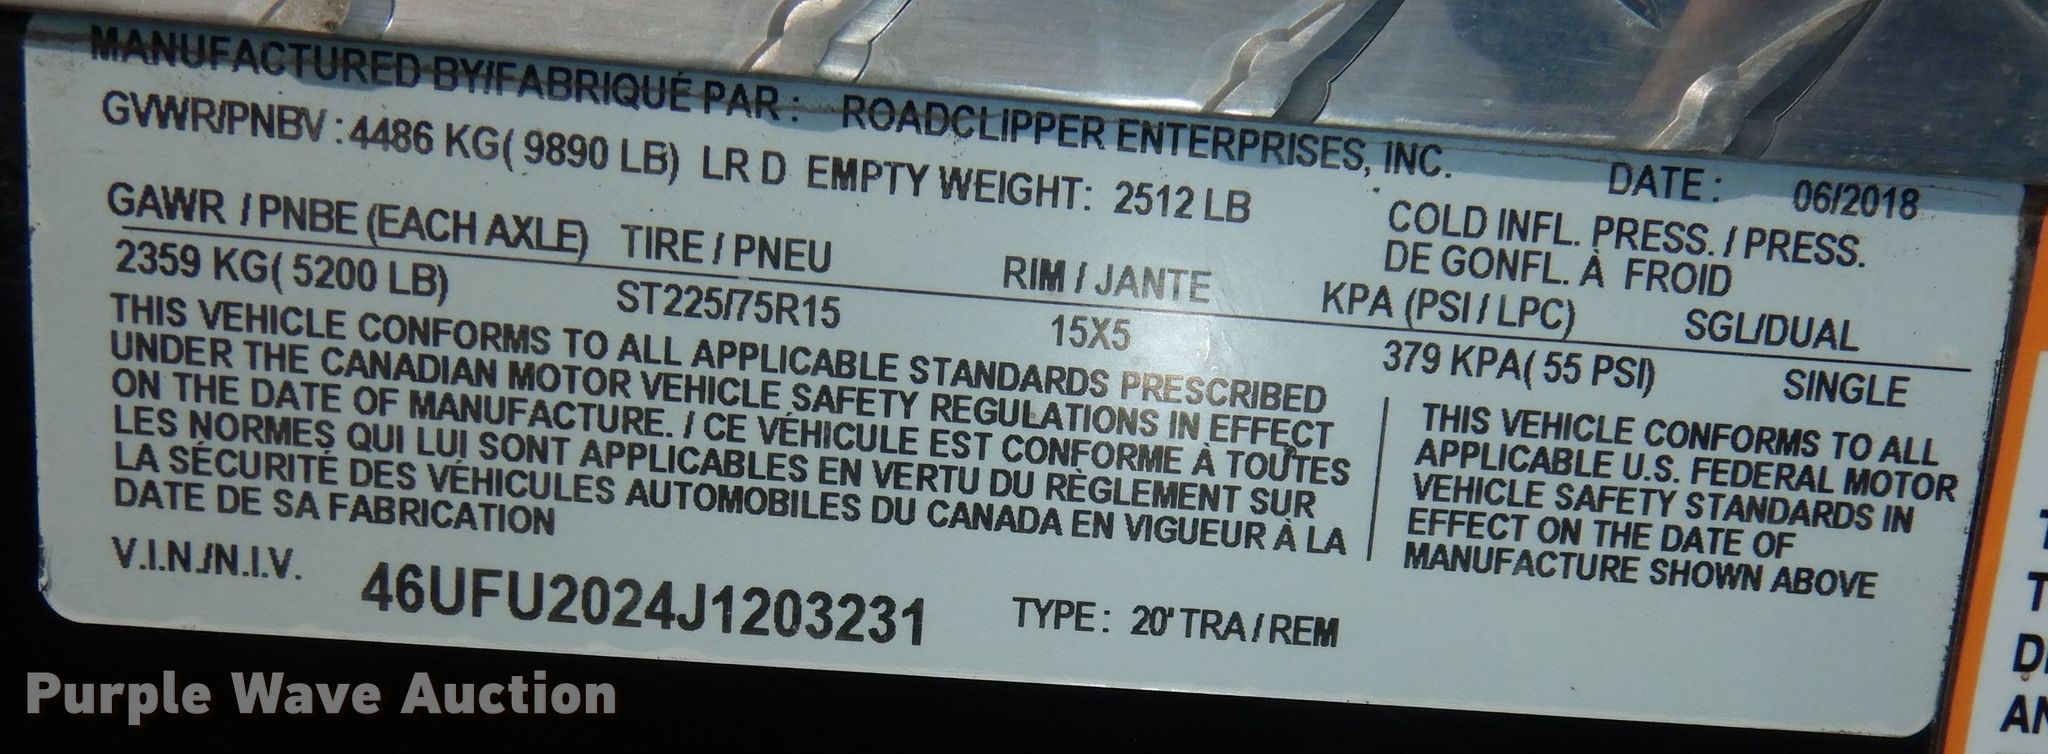 MANUFACTURED BY/FABRIQUÉ PAR: ROADCLIPPER ENTERPRISES, INC. DATE: 06/2018
GVWR/PNBV: 4486 KG( 9890 LB) LR D EMPTY WEIGHT: 2512 LB
COLD INFL. PRESS. / PRESS.
DE GONFL. À FROID
GAWR / PNBE (EACH AXLE) TIRE / PNEU RIM / JANTE KPA (PSI / LPC) SGL/DUAL
2359 KG( 5200 LB) ST225/75R15 15X5 379 KPA( 55 PSI) SINGLE
THIS VEHICLE CONFORMS TO ALL APPLICABLE STANDARDS PRESCRIBED
UNDER THE CANADIAN MOTOR VEHICLE SAFETY REGULATIONS IN EFFECT
ON THE DATE OF MANUFACTURE. / CE VÉHICULE EST CONFORME À TOUTES
LES NORMES QUI LUI SONT APPLICABLES EN VERTU DU RÈGLEMENT SUR
LA SÉCURITÉ DES VÉHICULES AUTOMOBILES DU CANADA EN VIGUEUR À LA
DATE DE SA FABRICATION
THIS VEHICLE CONFORMS TO ALL
APPLICABLE U.S. FEDERAL MOTOR
VEHICLE SAFETY STANDARDS IN
EFFECT ON THE DATE OF
MANUFACTURE SHOWN ABOVE
V.I.N./N.I.V. 46UFU2024J1203231 TYPE: 20' TRA / REM
Purple Wave Auction